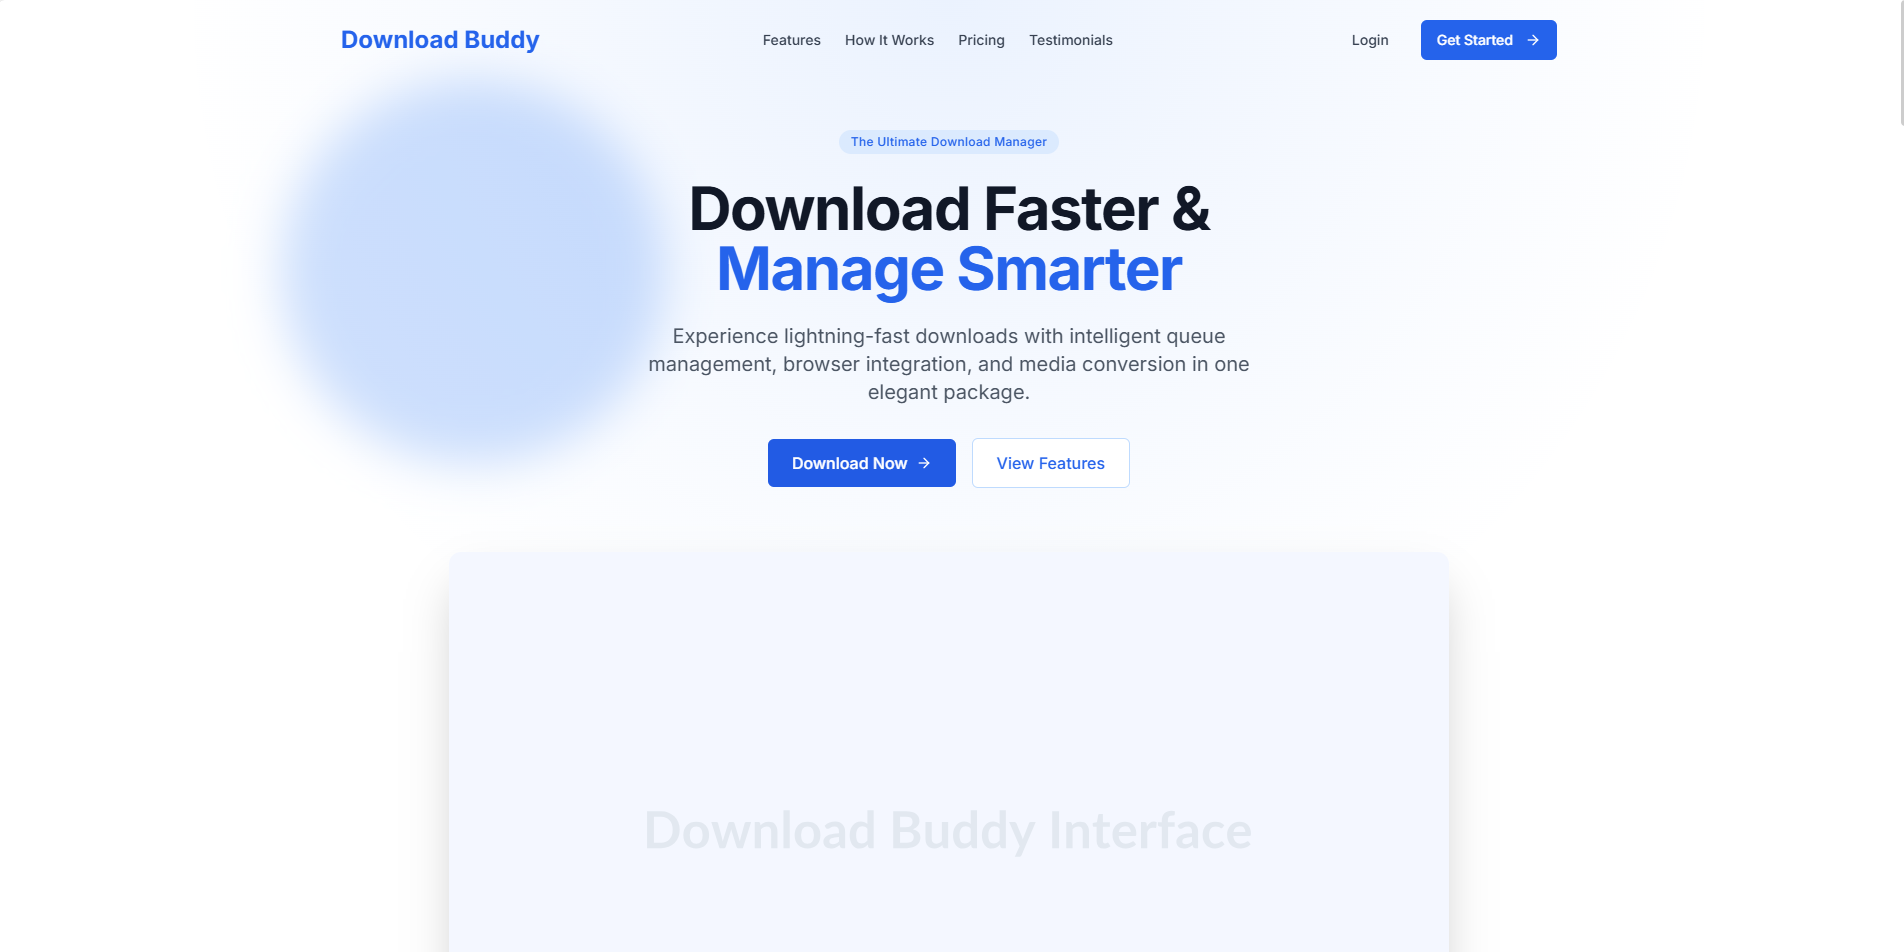 Download Buddy
Features
How It Works
Pricing
Testimonials
Login
Get Started
The Ultimate Download Manager
Download Faster &
Manage Smarter
Experience lightning-fast downloads with intelligent queue
management, browser integration, and media conversion in one
elegant package.
Download Now
View Features
Download Buddy Interface